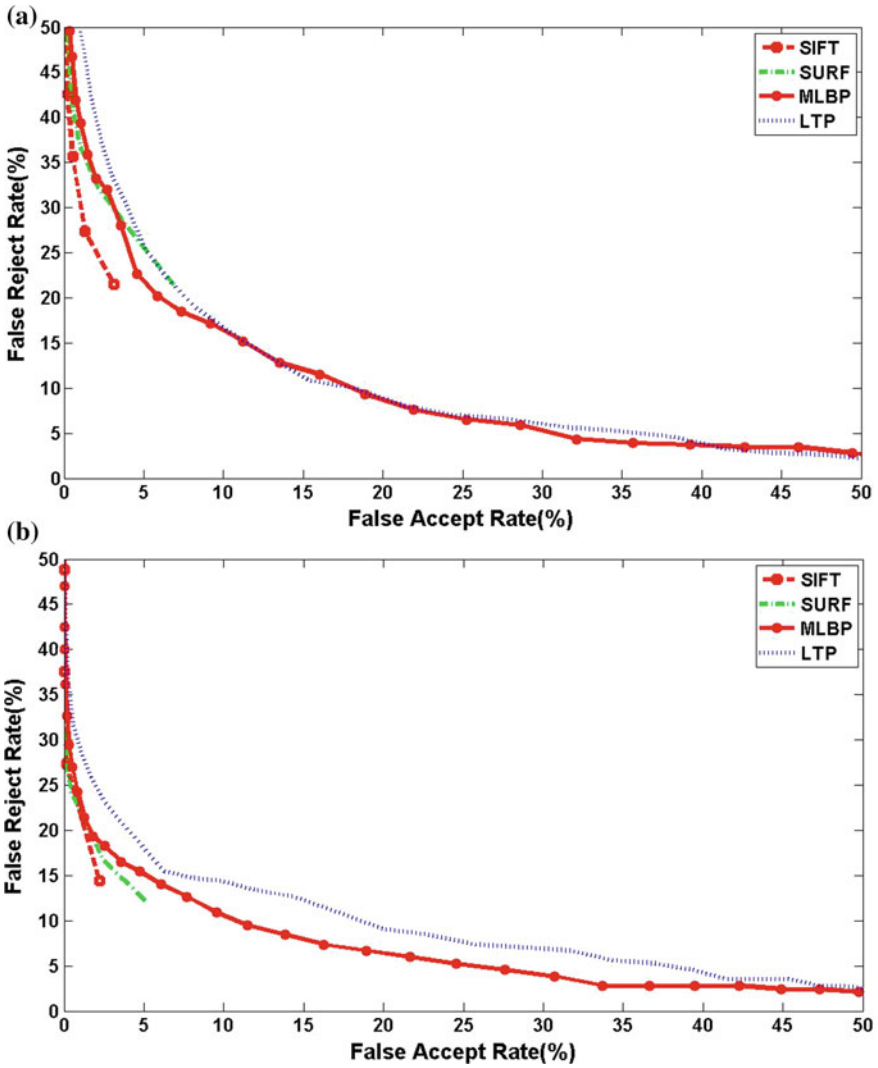 (a)
50
45
40
35
30
25
20
15
10
5
0
False Reject Rate(%)
SIFT
SURF
MLBP
LTP
0 5 10 15 20 25 30 35 40 45 50
False Accept Rate(%)
(b)
50
45
40
35
30
25
20
15
10
5
0
False Reject Rate(%)
SIFT
SURF
MLBP
LTP
0 5 10 15 20 25 30 35 40 45 50
False Accept Rate(%)